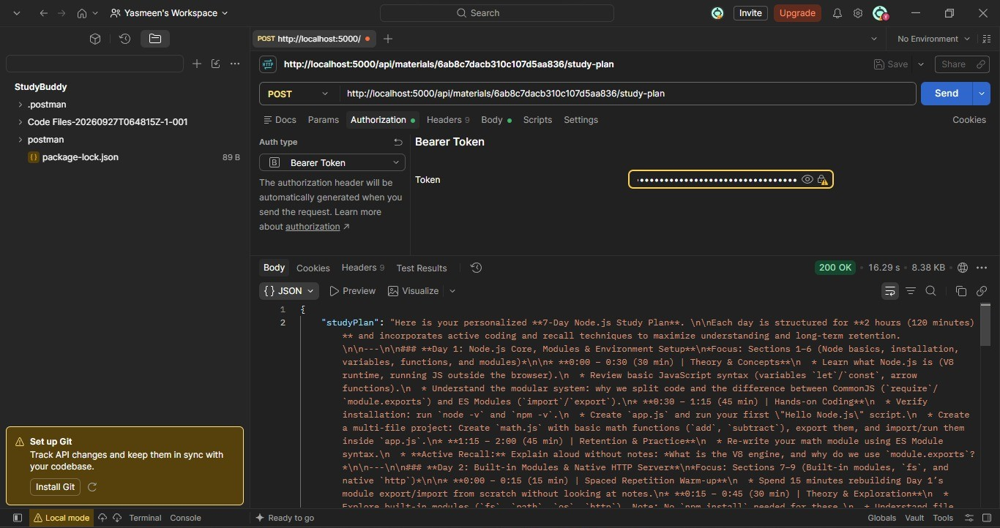 Yasmeen's Workspace
Search
Invite
Upgrade
POST http://localhost:5000/
No Environment
HTTP
http://localhost:5000/api/materials/6ab8c7dacb310c107d5aa836/study-plan
Save
Share
StudyBuddy
.postman
Code Files-20260927T064815Z-1-001
postman
{} package-lock.json 89 B
POST
http://localhost:5000/api/materials/6ab8c7dacb310c107d5aa836/study-plan
Send
Docs Params Authorization Headers 9 Body Scripts Settings Cookies
Auth type
Bearer Token
Bearer Token
The authorization header will be
automatically generated when you
send the request. Learn more
about authorization
Token
Body Cookies Headers 9 Test Results
200 OK 16.29 s 8.38 KB
{} JSON Preview Visualize
1 {
2 "studyPlan": "Here is your personalized **7-Day Node.js Study Plan**. \n\nEach day is structured for **2 hours (120 minutes)
** and incorporates active coding and recall techniques to maximize understanding and long-term retention.
\n\n---\n\n### **Day 1: Node.js Core, Modules & Environment Setup**\n*Focus: Sections 1–6 (Node basics, installation,
variables, functions, and modules)*\n\n* **0:00 – 0:30 (30 min) | Theory & Concepts**\n  * Learn what Node.js is (V8
runtime, running JS outside the browser).\n  * Review basic JavaScript syntax (variables `let`/`const`, arrow
functions).\n  * Understand the modular system: why we split code and the difference between CommonJS (`require`/
`module.exports`) and ES Modules (`import`/`export`).\n* **0:30 – 1:15 (45 min) | Hands-on Coding**\n  * Verify
installation: run `node -v` and `npm -v`.\n  * Create `app.js` and run your first \"Hello Node.js\" script.\n  * Create
a multi-file project: Create `math.js` with basic math functions (`add`, `subtract`), export them, and import/run them
inside `app.js`.\n* **1:15 – 2:00 (45 min) | Retention & Practice**\n  * Re-write your math module using ES Module
syntax.\n  * **Active Recall:** Explain aloud without notes: *What is the V8 engine, and why do we use `module.exports`?
*\n\n---\n\n### **Day 2: Built-in Modules & Native HTTP Server**\n*Focus: Sections 7–9 (Built-in modules, `fs`, and
native `http`)*\n\n* **0:00 – 0:15 (15 min) | Spaced Repetition Warm-up**\n  * Spend 15 minutes rebuilding Day 1's
module export/import from scratch without looking at notes.\n* **0:15 – 0:45 (30 min) | Theory & Exploration**\n  *
Explore built-in modules (`fs`, `path`, `os`, `http`). Note: No `npm install` needed for these.\n  * Understand file
Set up Git
Track API changes and keep them in sync with
your codebase.
Install Git
Local mode Terminal Console Ready to go Globals Vault Tools